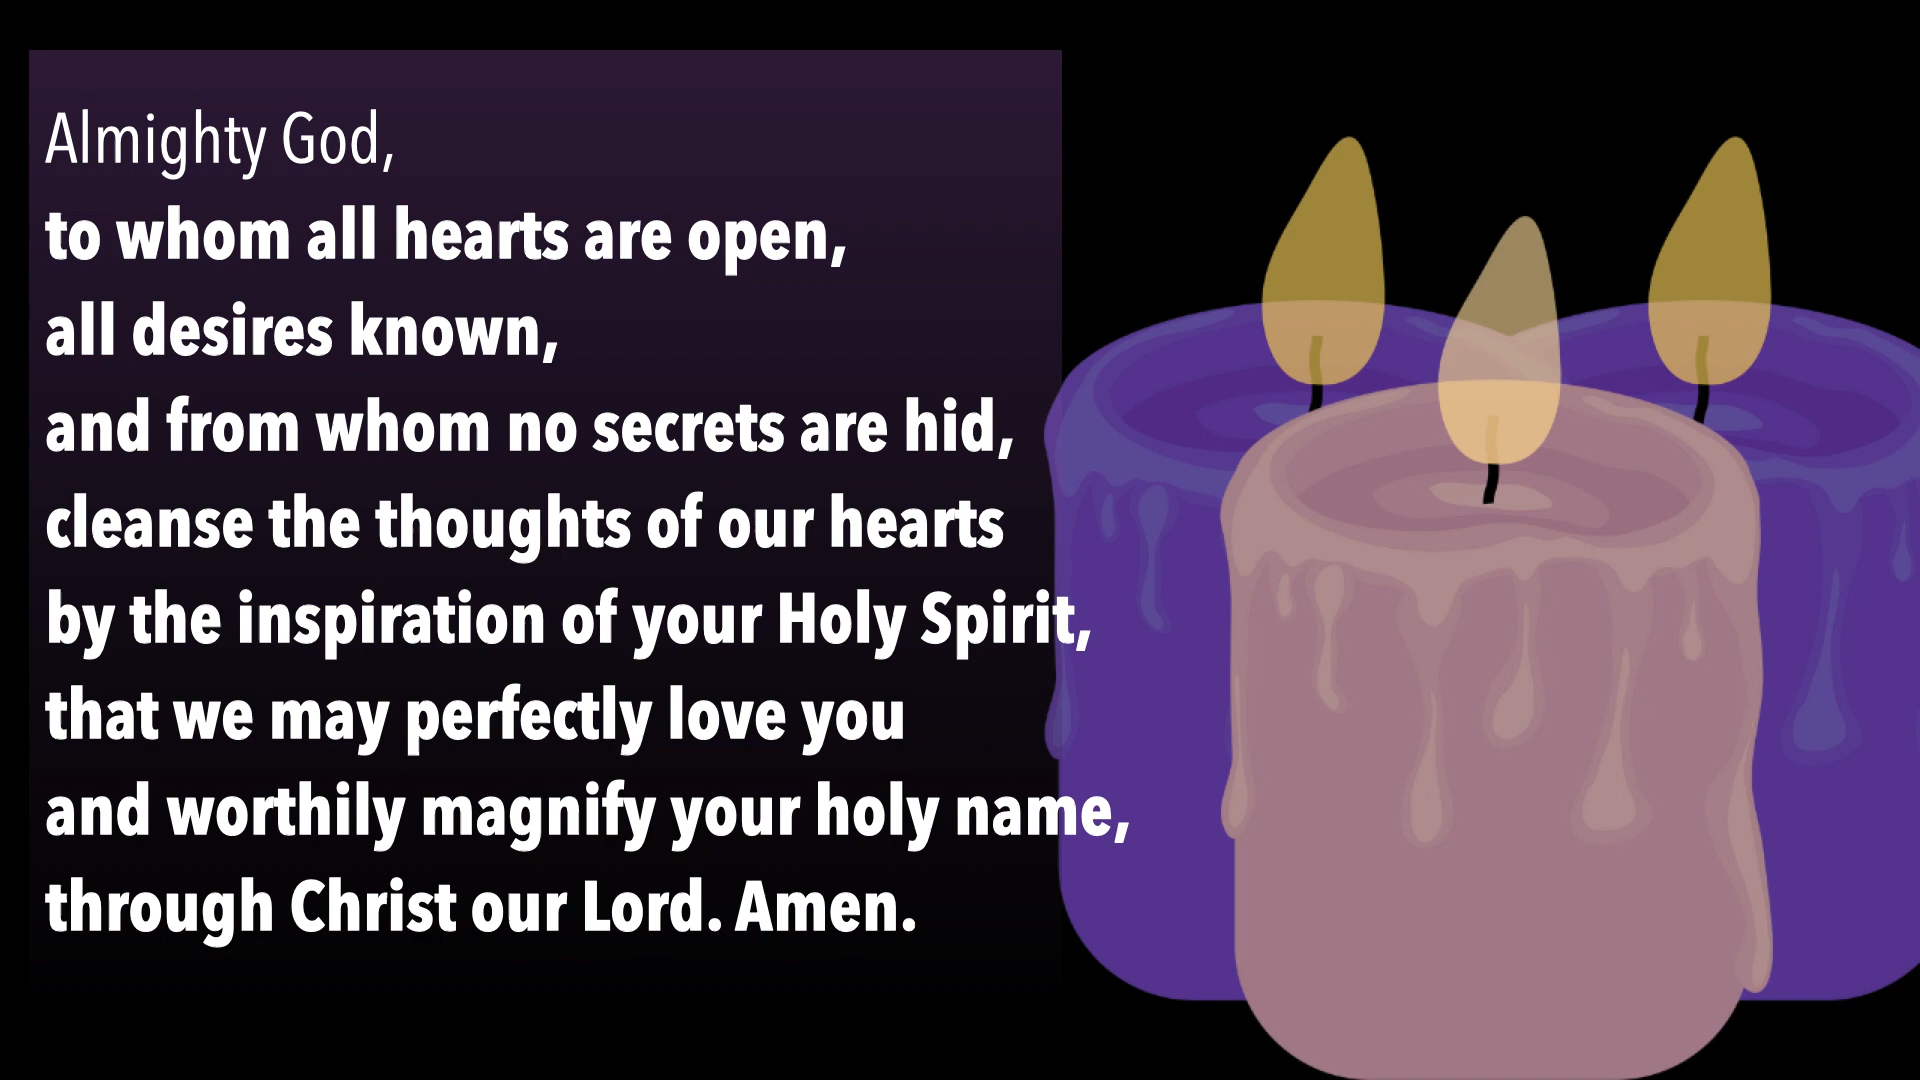 Almighty God,
to whom all hearts are open,
all desires known,
and from whom no secrets are hid,
cleanse the thoughts of our hearts
by the inspiration of your Holy Spirit,
that we may perfectly love you
and worthily magnify your holy name,
through Christ our Lord. Amen.